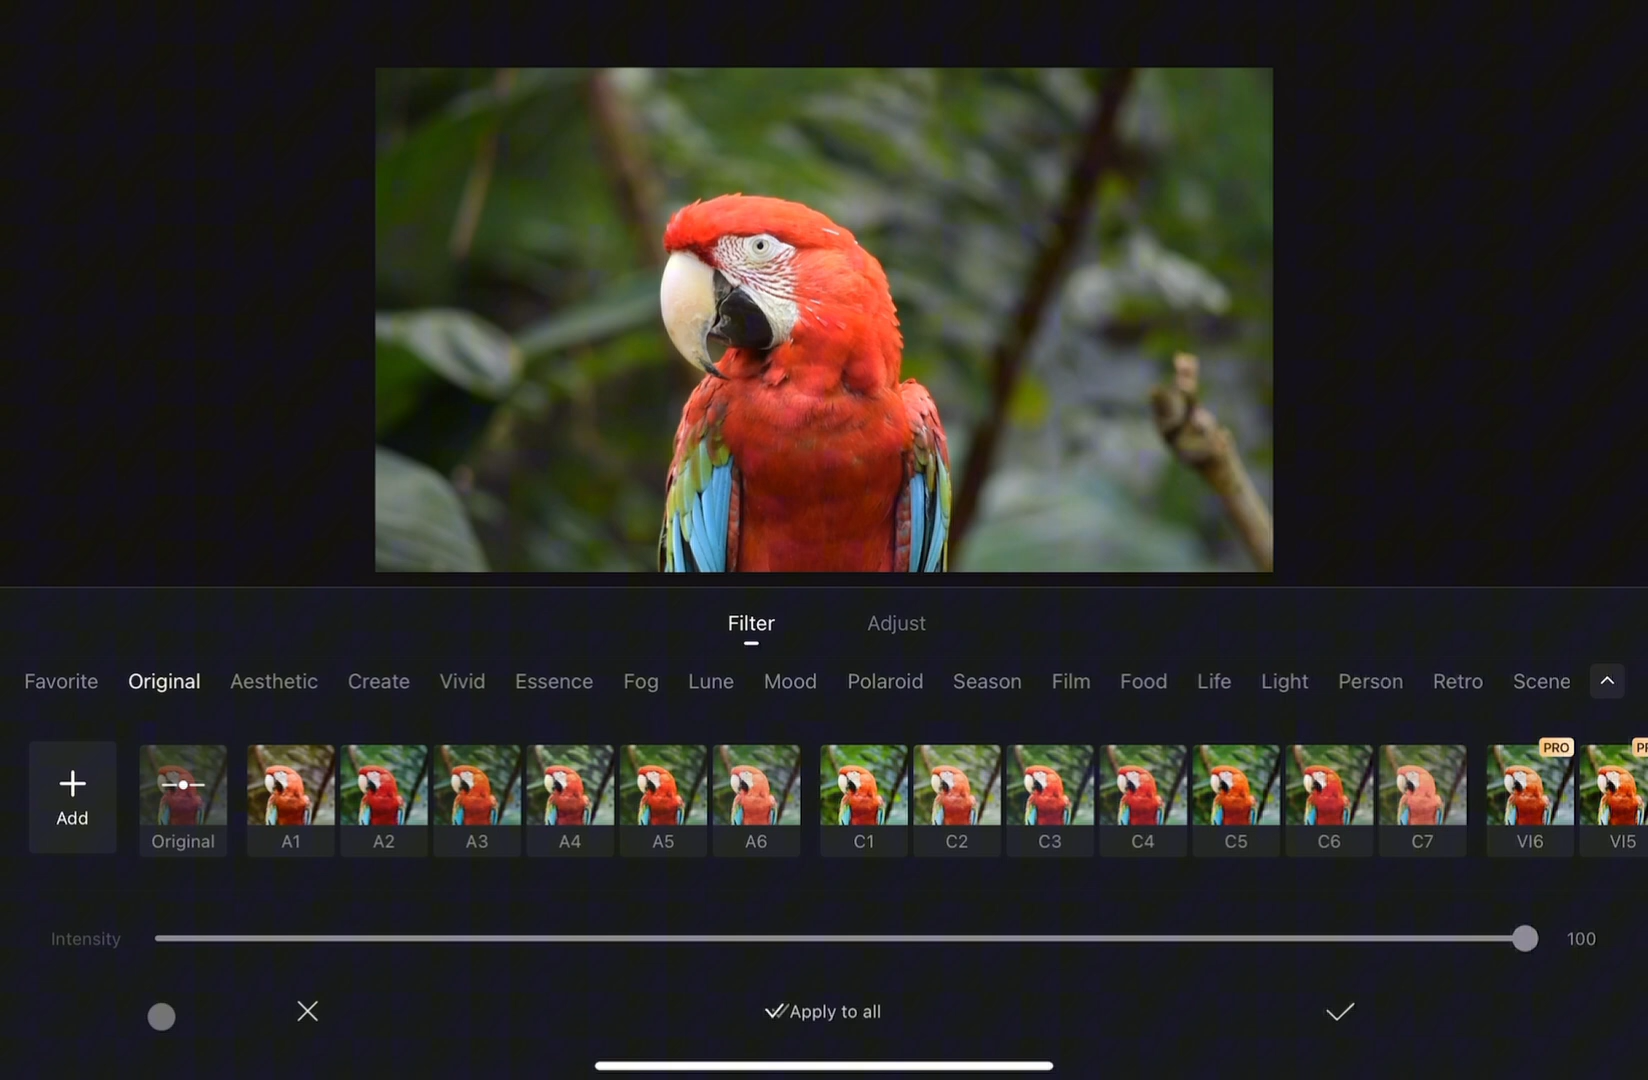 Filter Adjust
Favorite Original Aesthetic Create Vivid Essence Fog Lune Mood Polaroid Season Film Food Life Light Person Retro Scene
PRO
Add Original A1 A2 A3 A4 A5 A6 C1 C2 C3 C4 C5 C6 C7 VI6 VI5
Intensity 100
Apply to all